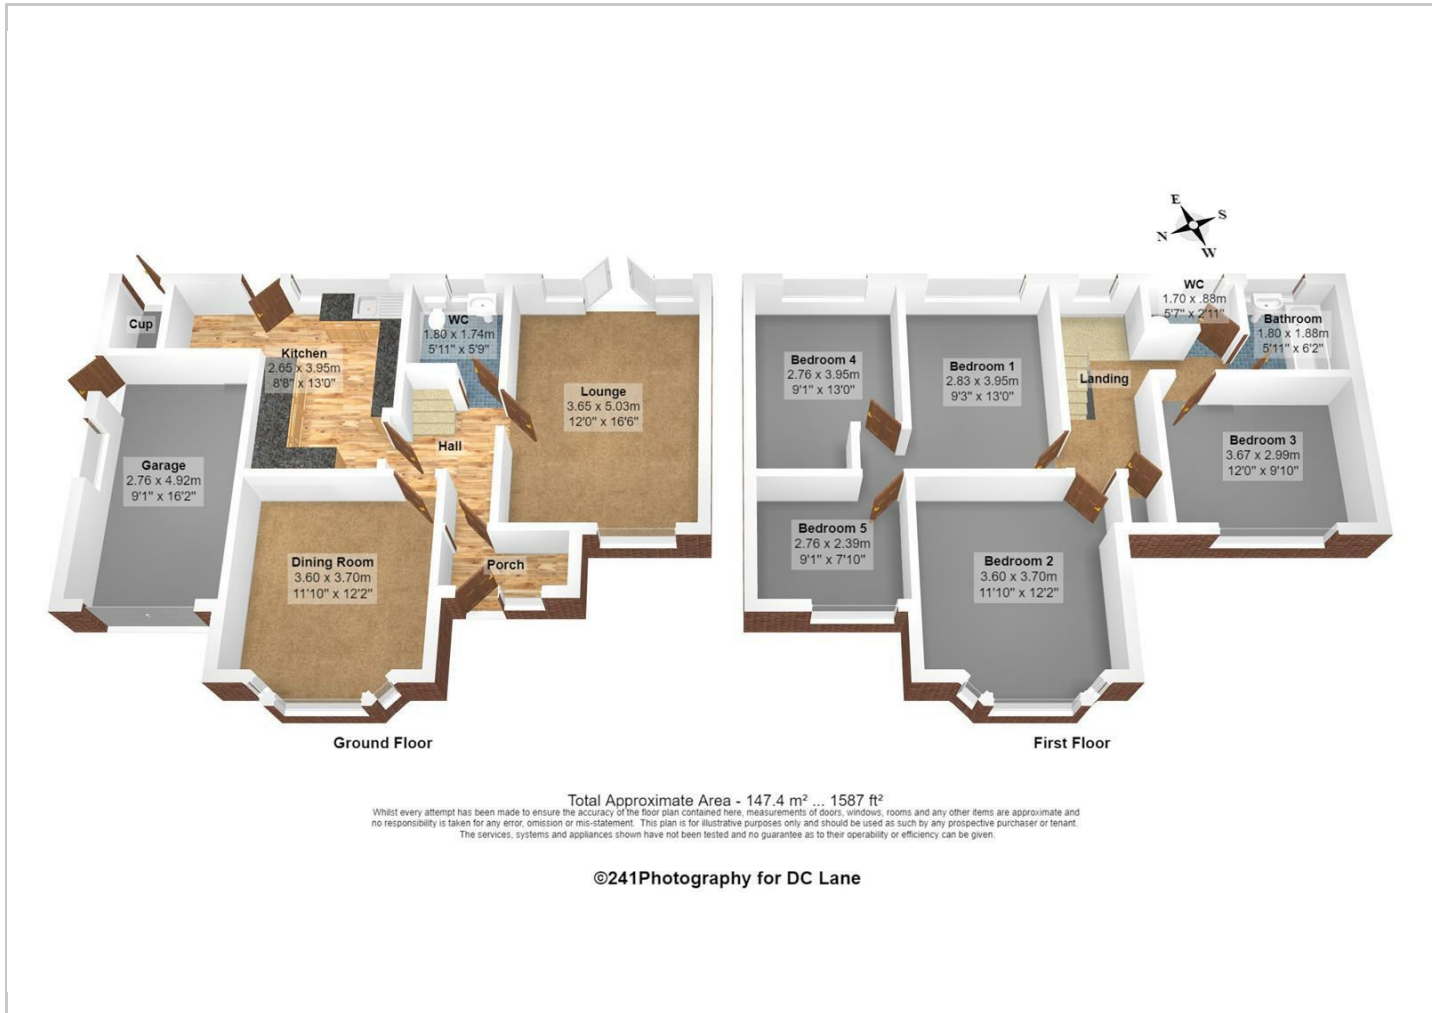 E
S
N
W
Cup
Kitchen
2.65 x 3.95m
8'8" x 13'0"
WC
1.80 x 1.74m
5'11" x 5'9"
Lounge
3.65 x 5.03m
12'0" x 16'6"
Hall
Garage
2.76 x 4.92m
9'1" x 16'2"
Dining Room
3.60 x 3.70m
11'10" x 12'2"
Porch
Ground Floor
Bedroom 4
2.76 x 3.95m
9'1" x 13'0"
Bedroom 1
2.83 x 3.95m
9'3" x 13'0"
Landing
WC
1.70 x .88m
5'7" x 2'11"
Bathroom
1.80 x 1.88m
5'11" x 6'2"
Bedroom 3
3.67 x 2.99m
12'0" x 9'10"
Bedroom 5
2.76 x 2.39m
9'1" x 7'10"
Bedroom 2
3.60 x 3.70m
11'10" x 12'2"
First Floor
Total Approximate Area - 147.4 m² ... 1587 ft²
Whilst every attempt has been made to ensure the accuracy of the floor plan contained here, measurements of doors, windows, rooms and any other items are approximate and
no responsibility is taken for any error, omission or mis-statement. This plan is for illustrative purposes only and should be used as such by any prospective purchaser or tenant.
The services, systems and appliances shown have not been tested and no guarantee as to their operability or efficiency can be given.
©241Photography for DC Lane